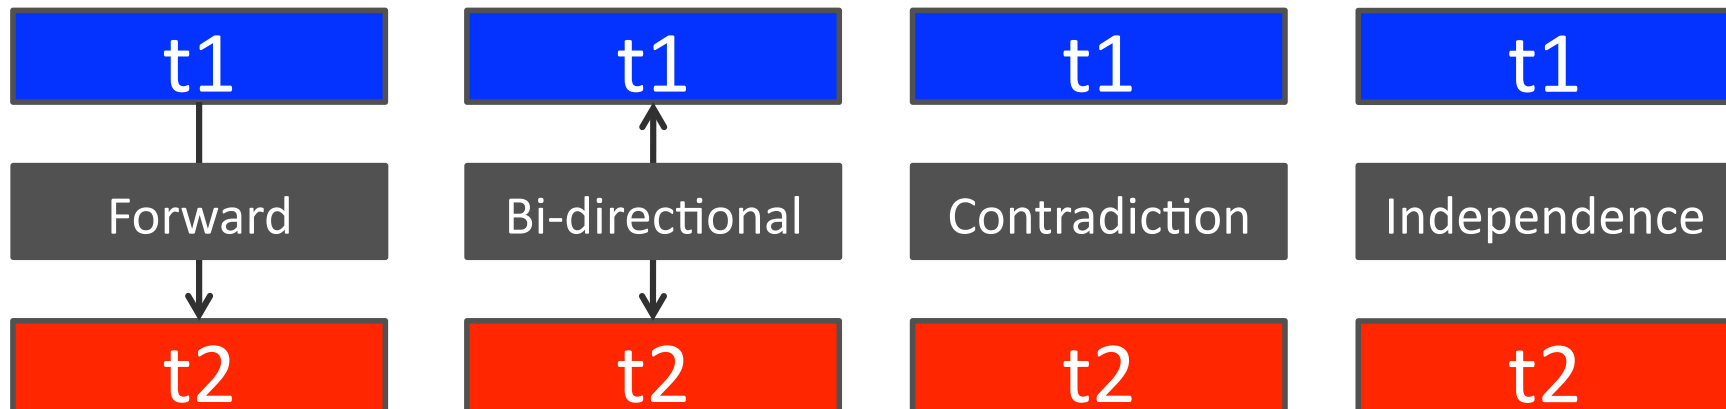 t1 t1 t1 t1
Forward Bi-directional Contradiction Independence
t2 t2 t2 t2